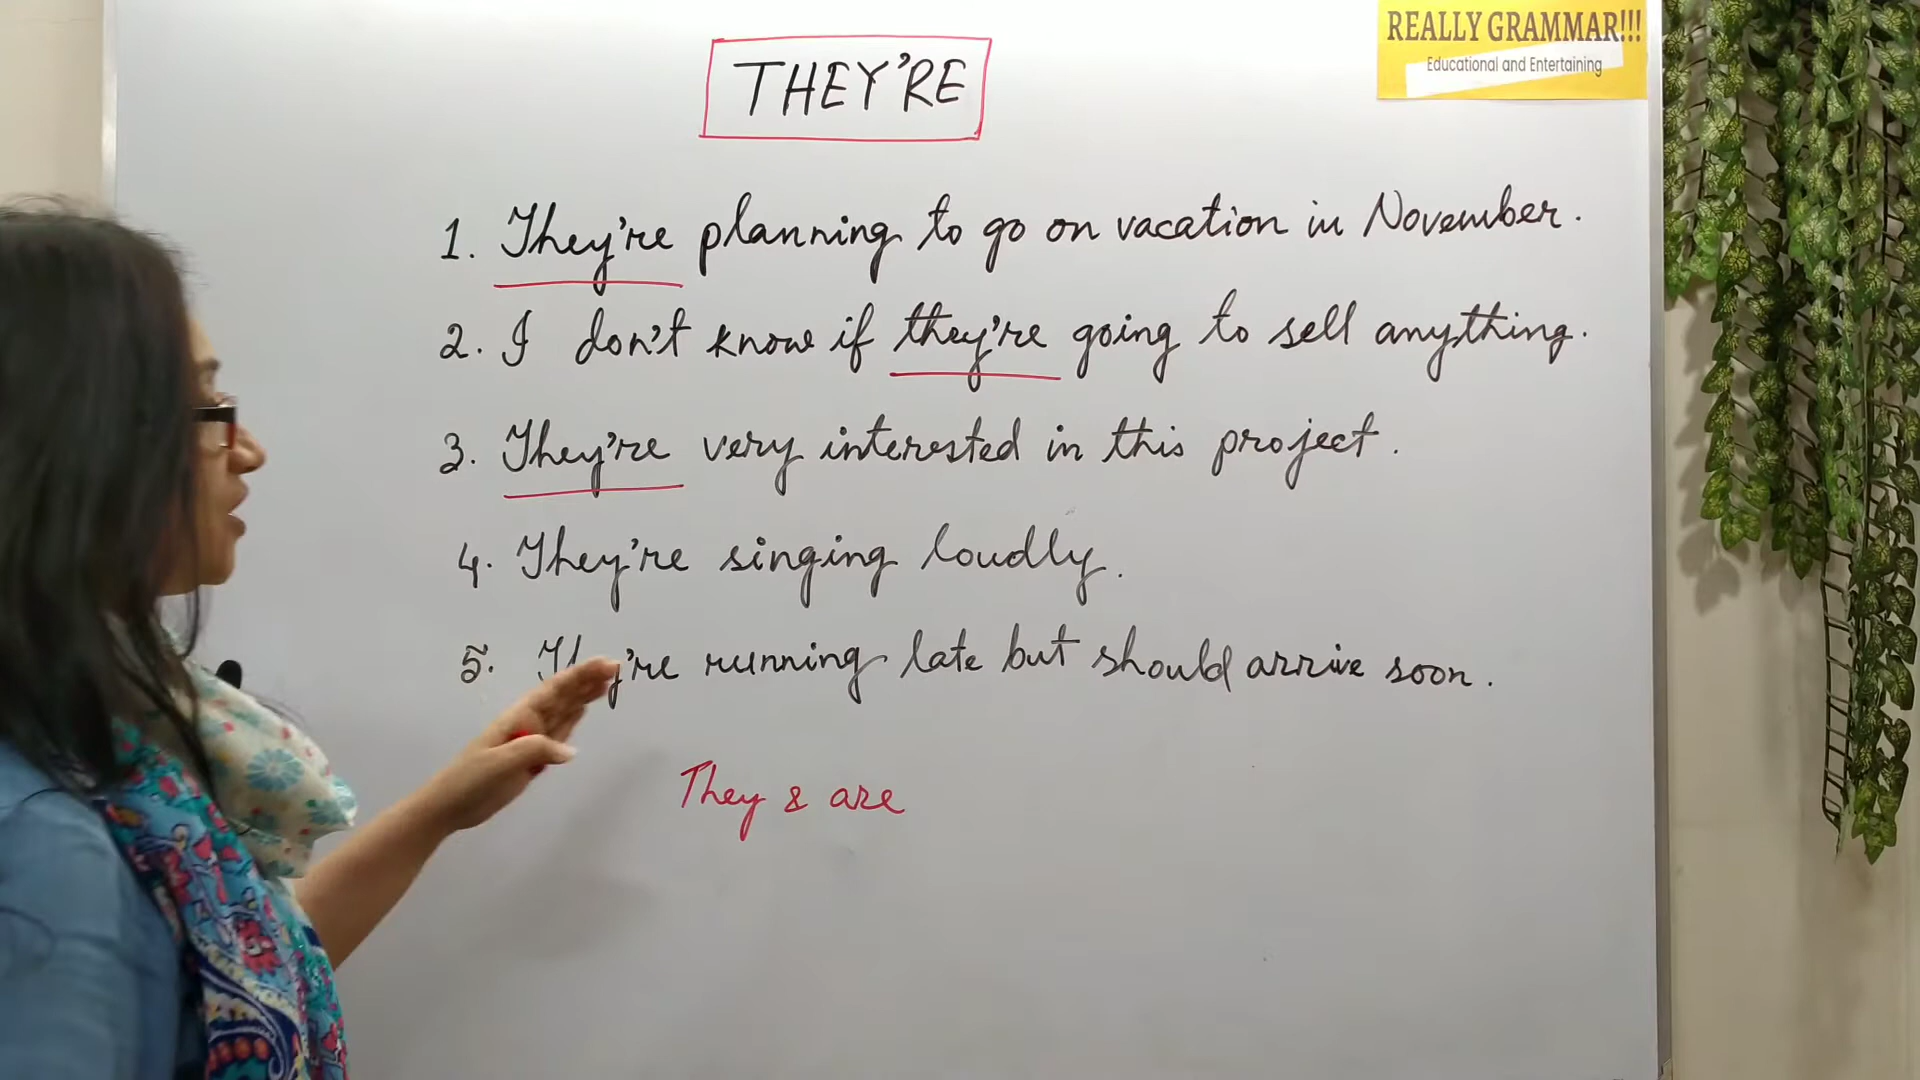 REALLY GRAMMAR!!!
Educational and Entertaining
THEY'RE
1. They're planning to go on vacation in November.
2. I don't know if they're going to sell anything.
3. They're very interested in this project.
4. They're singing loudly.
5. They're running late but should arrive soon.
They & are